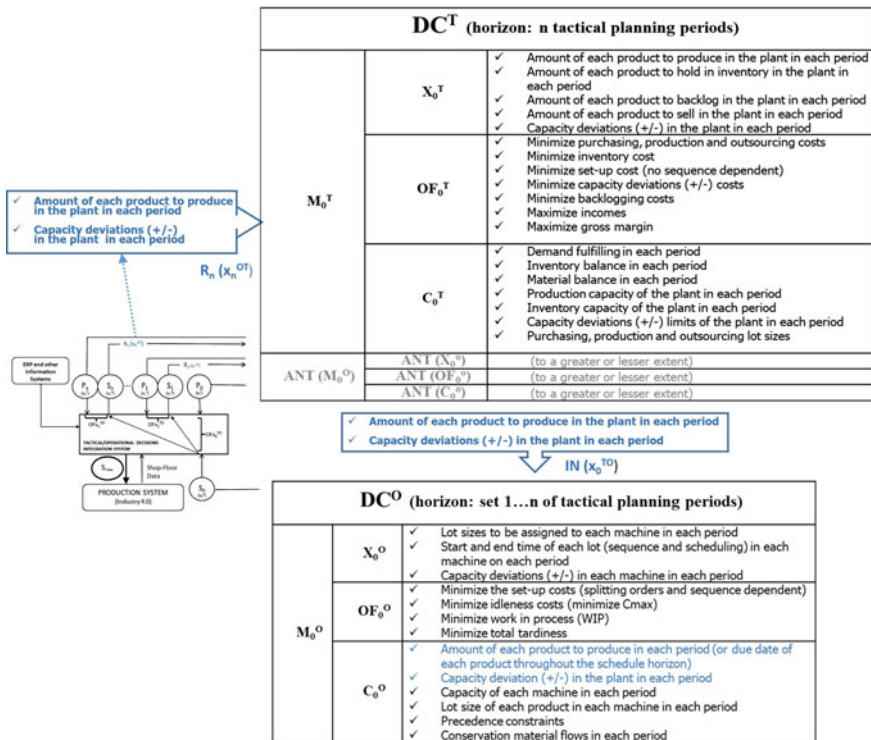 DC^T (horizon: n tactical planning periods)
M₀^T
X₀^T
✓ Amount of each product to produce in the plant in each period
✓ Amount of each product to hold in inventory in the plant in
each period
✓ Amount of each product to backlog in the plant in each period
✓ Amount of each product to sell in the plant in each period
✓ Capacity deviations (+/-) in the plant in each period
OF₀^T
✓ Minimize purchasing, production and outsourcing costs
✓ Minimize inventory cost
✓ Minimize set-up cost (no sequence dependent)
✓ Minimize capacity deviations (+/-) costs
✓ Minimize backlogging costs
✓ Maximize incomes
✓ Maximize gross margin
C₀^T
✓ Demand fulfilling in each period
✓ Inventory balance in each period
✓ Material balance in each period
✓ Production capacity of the plant in each period
✓ Inventory capacity of the plant in each period
✓ Capacity deviations (+/-) limits of the plant in each period
✓ Purchasing, production and outsourcing lot sizes
ANT (M₀^O)
ANT (X₀^o) (to a greater or lesser extent)
ANT (OF₀^o) (to a greater or lesser extent)
ANT (C₀^o) (to a greater or lesser extent)
✓ Amount of each product to produce
in the plant in each period
✓ Capacity deviations (+/-)
in the plant in each period
R_n (x_n^OT)
ERP and other
Information
Systems
TACTICAL/OPERATIONAL DECISIONS
INTEGRATION SYSTEM
Shop-Floor
Data
PRODUCTION SYSTEM
(Industry 4.0)
✓ Amount of each product to produce in the plant in each period
✓ Capacity deviations (+/-) in the plant in each period
IN (x₀^TO)
DC^O (horizon: set 1...n of tactical planning periods)
M₀^O
X₀^O
✓ Lot sizes to be assigned to each machine in each period
✓ Start and end time of each lot (sequence and scheduling) in each
machine on each period
✓ Capacity deviations (+/-) in each machine in each period
OF₀^O
✓ Minimize the set-up costs (splitting orders and sequence dependent)
✓ Minimize idleness costs (minimize Cmax)
✓ Minimize work in process (WIP)
✓ Minimize total tardiness
C₀^O
✓ Amount of each product to produce in each period (or due date of
each product throughout the schedule horizon)
✓ Capacity deviation (+/-) in the plant in each period
✓ Capacity of each machine in each period
✓ Lot size of each product in each machine in each period
✓ Precedence constraints
✓ Conservation material flows in each period